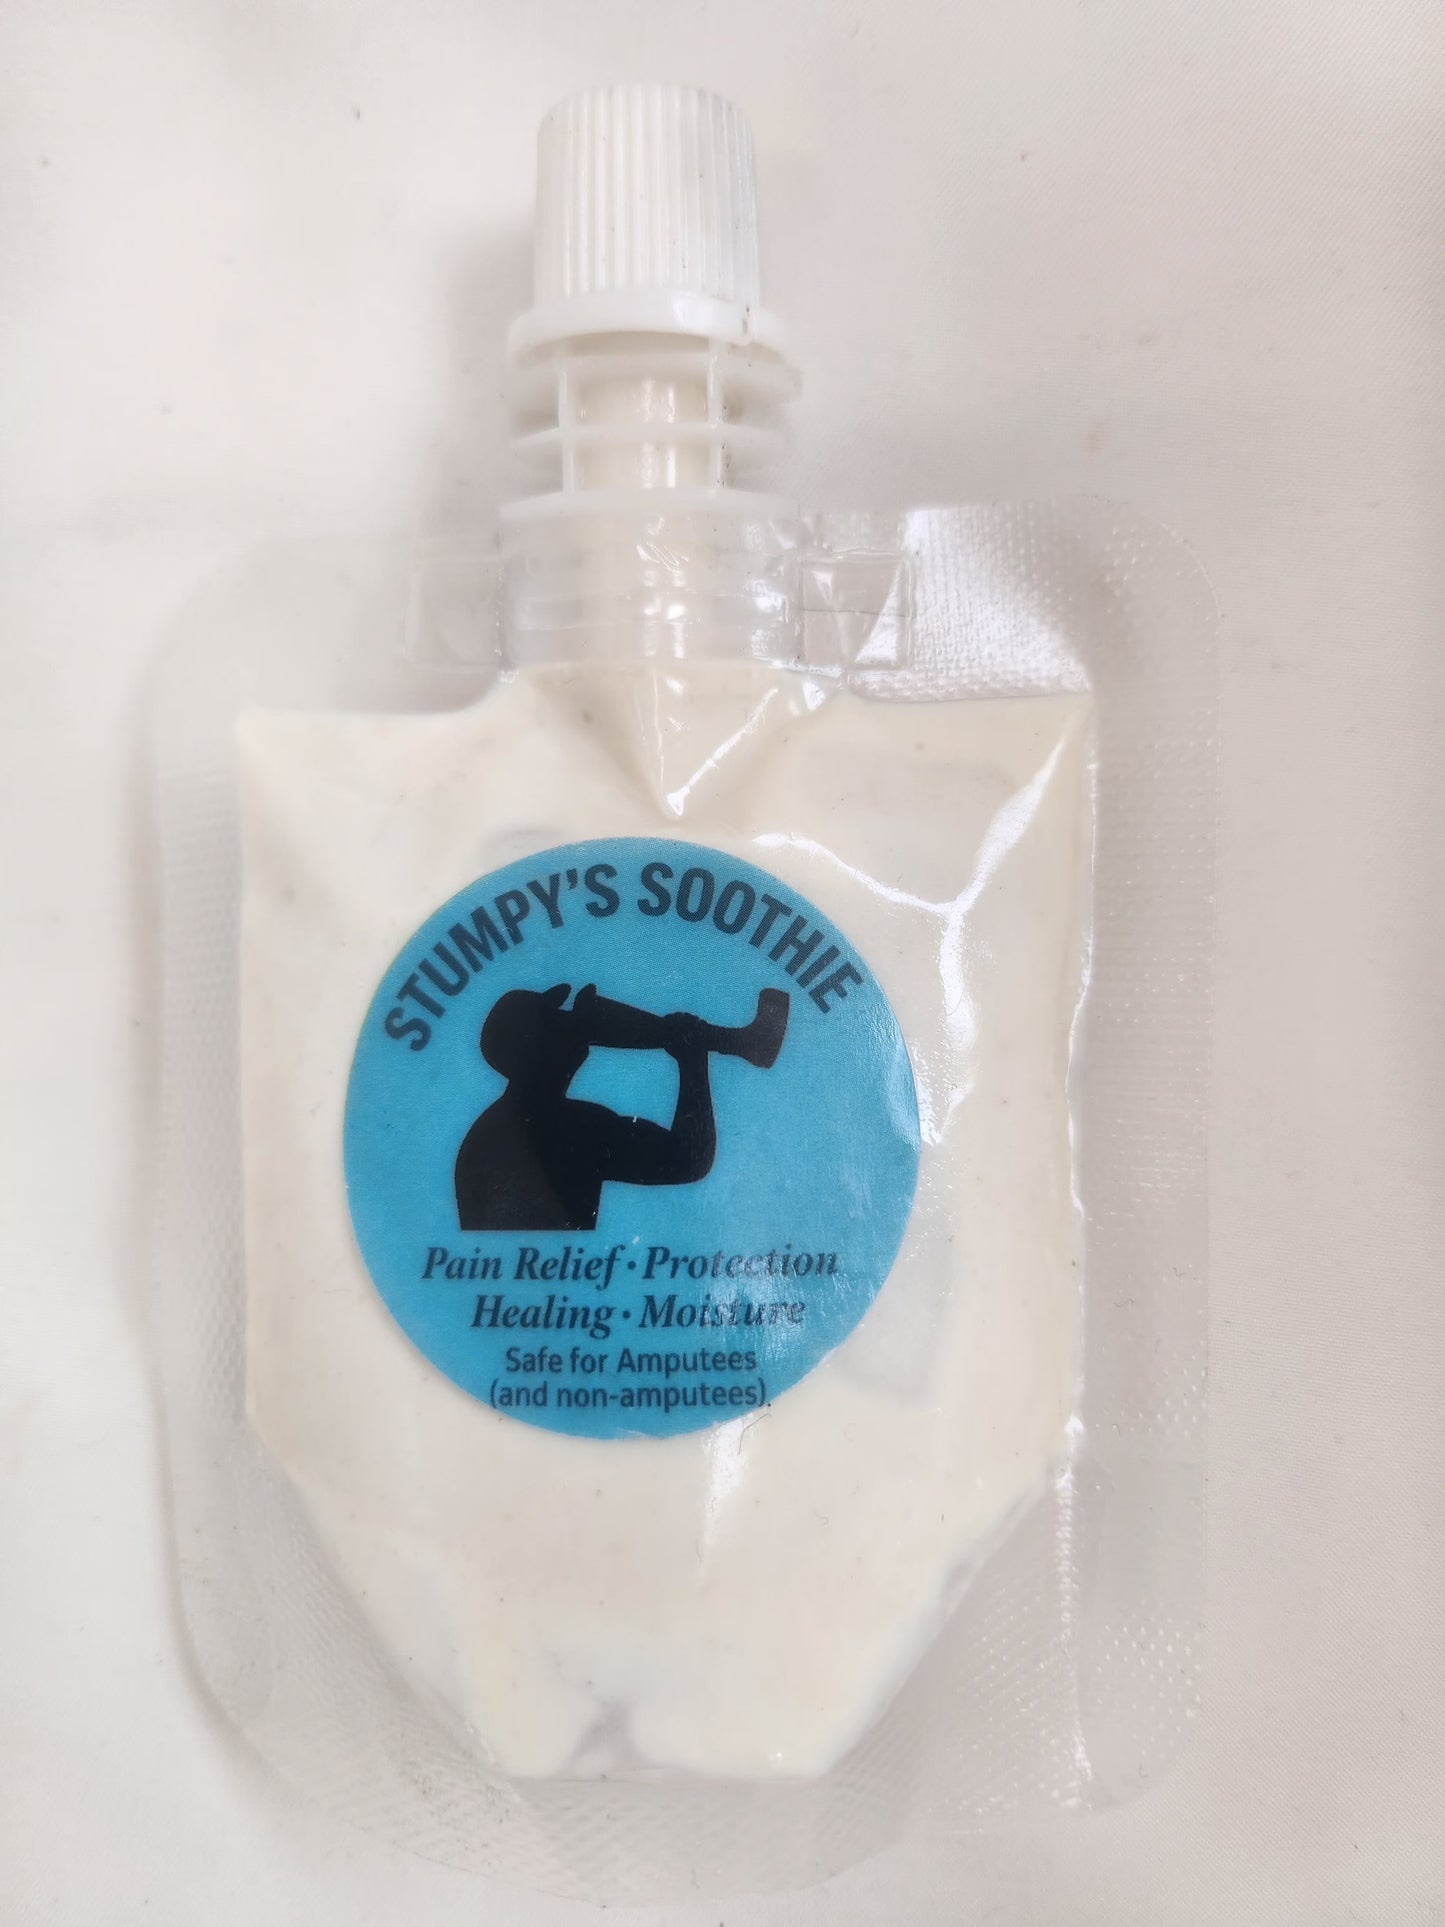 STUMPY'S SOOTHIE
Pain Relief · Protection
Healing · Moisture
Safe for Amputees
(and non-amputees)